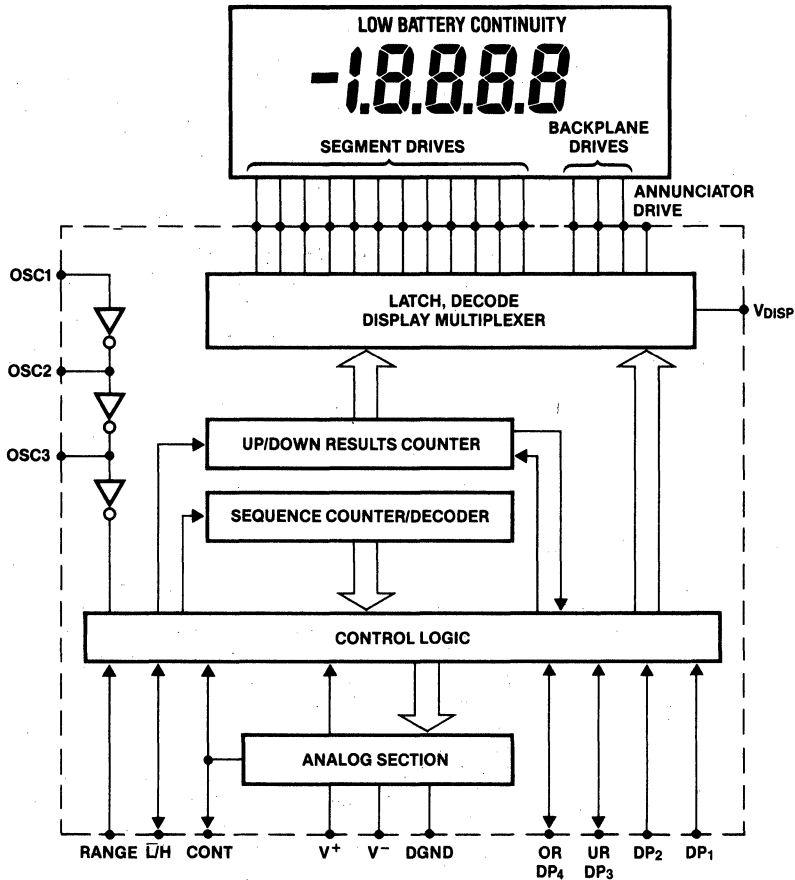 LOW BATTERY CONTINUITY
-1.8.8.8.8
BACKPLANE
DRIVES
SEGMENT DRIVES
ANNUNCIATOR
DRIVE
OSC1
LATCH, DECODE
DISPLAY MULTIPLEXER
VDISP
OSC2
UP/DOWN RESULTS COUNTER
OSC3
SEQUENCE COUNTER/DECODER
CONTROL LOGIC
ANALOG SECTION
RANGE L̅/H CONT V+ V− DGND OR UR DP2 DP1
DP4 DP3